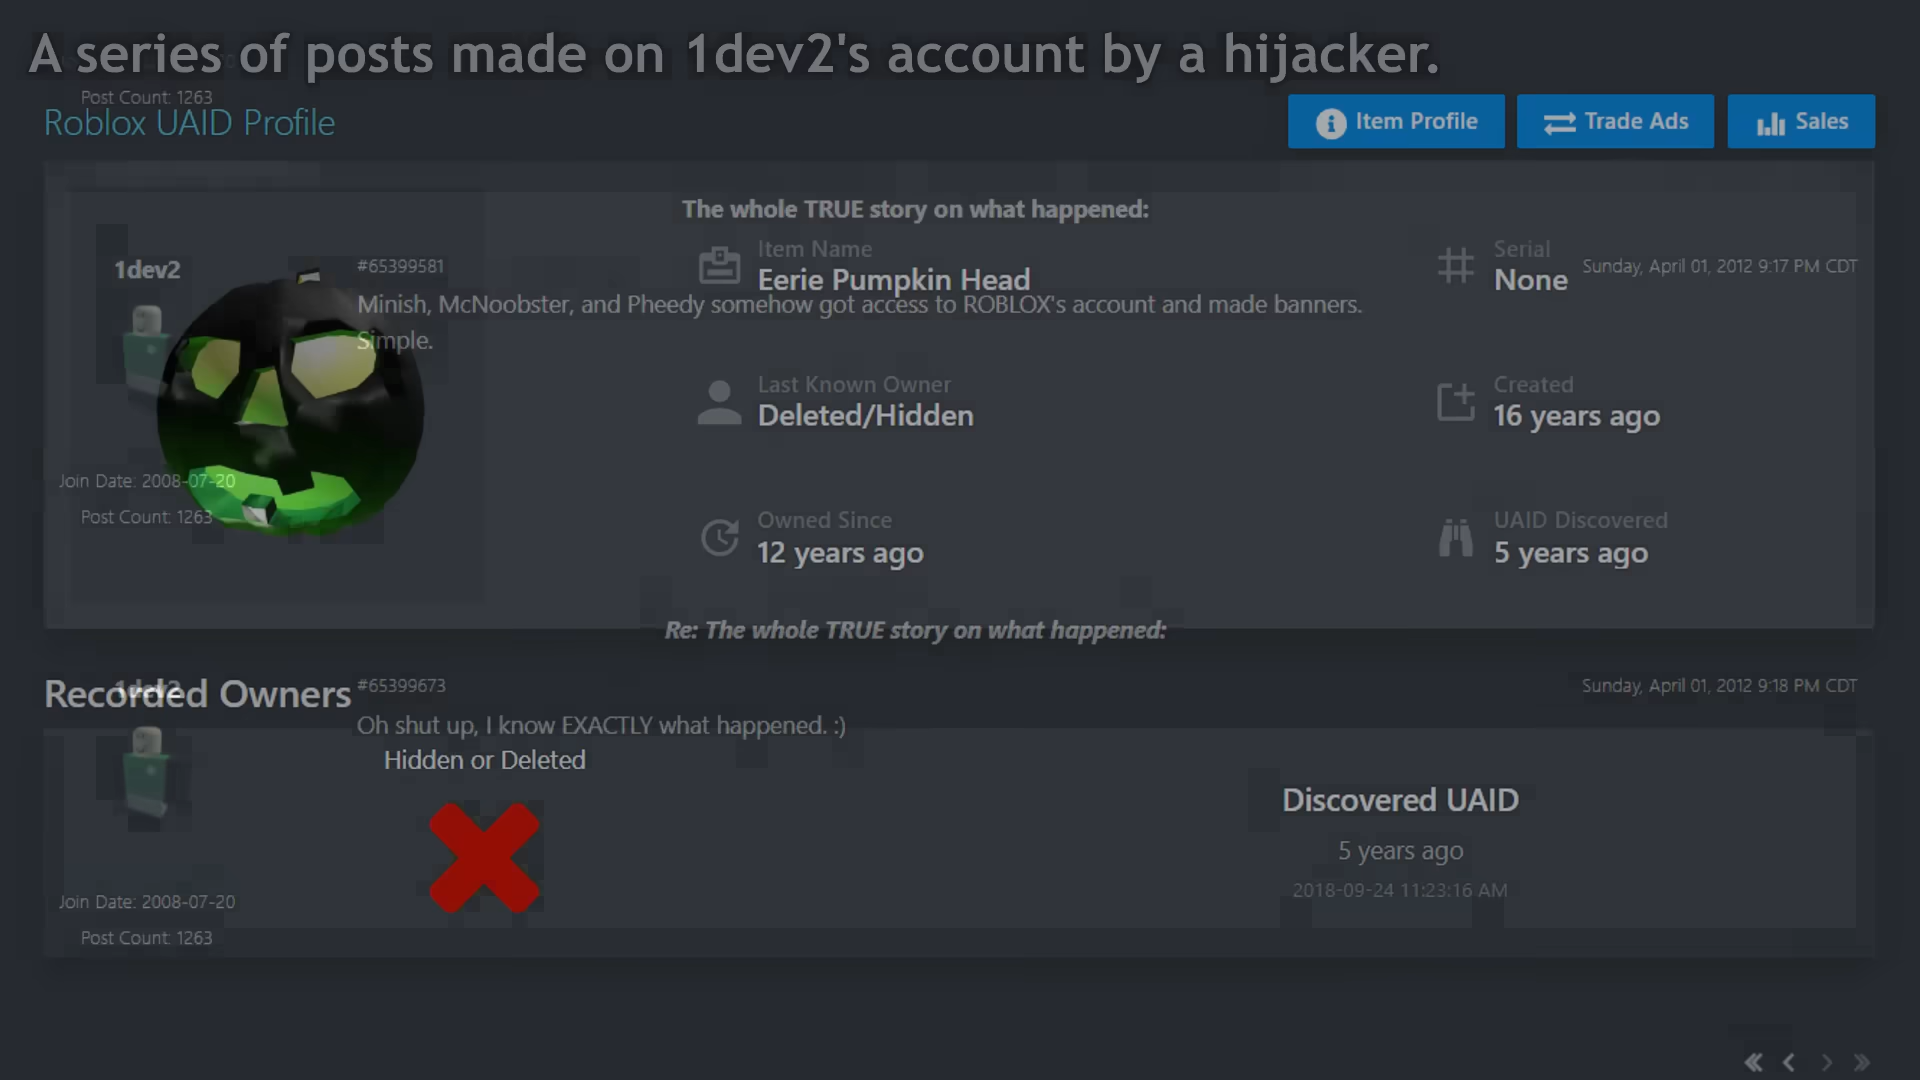 A series of posts made on 1dev2's account by a hijacker.
Post Count: 1263
Roblox UAID Profile
Item Profile
Trade Ads
Sales
The whole TRUE story on what happened:
1dev2
#65399581
Sunday, April 01, 2012 9:17 PM CDT
Minish, McNoobster, and Pheedy somehow got access to ROBLOX's account and made banners.
Simple.
Join Date: 2008-07-20
Post Count: 1263
Item Name
Eerie Pumpkin Head
Serial
None
Last Known Owner
Deleted/Hidden
Created
16 years ago
Owned Since
12 years ago
UAID Discovered
5 years ago
Re: The whole TRUE story on what happened:
Recorded Owners
1dev2
#65399673
Sunday, April 01, 2012 9:18 PM CDT
Oh shut up, I know EXACTLY what happened. :)
Hidden or Deleted
Discovered UAID
5 years ago
2018-09-24 11:23:16 AM
Join Date: 2008-07-20
Post Count: 1263